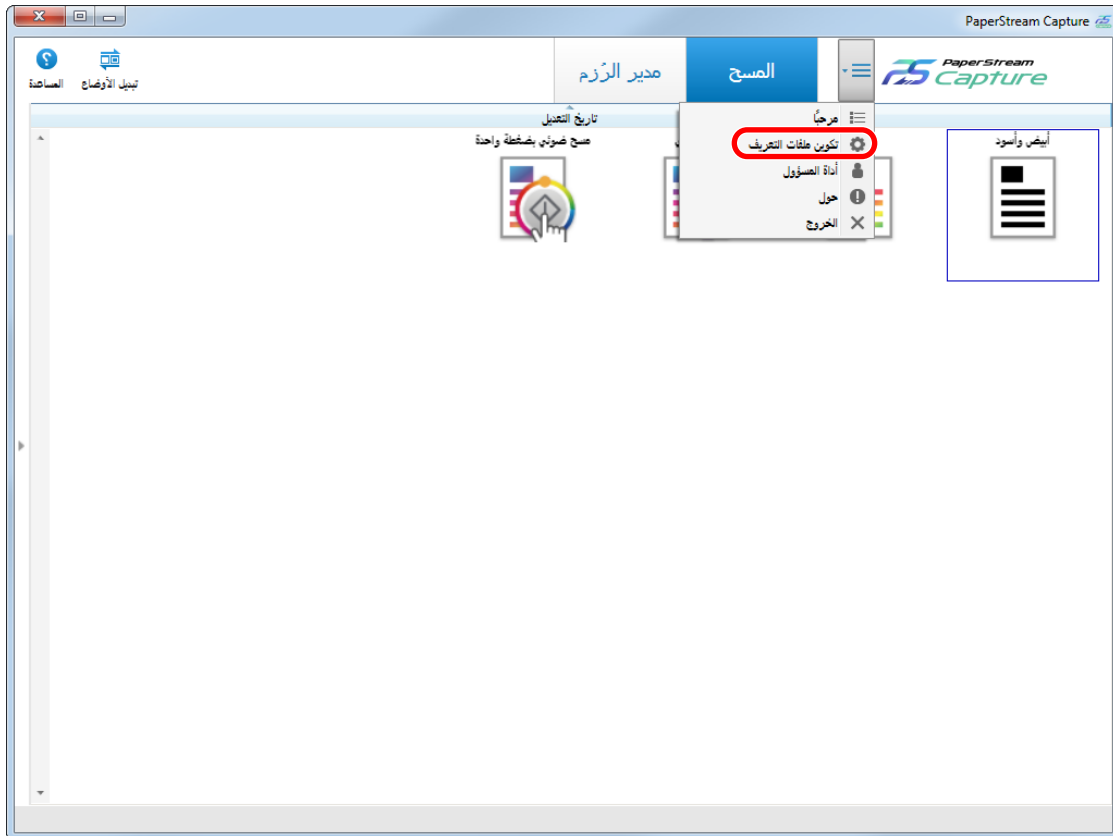 PaperStream Capture
PaperStream
Capture
المسح
مدير الرُزم
تبديل الأوضاع
المساعدة
تاريخ التعديل
مرحبًا
تكوين ملفات التعريف
أداة المسؤول
حول
الخروج
أبيض وأسود
مسح ضوئي بضغطة واحدة